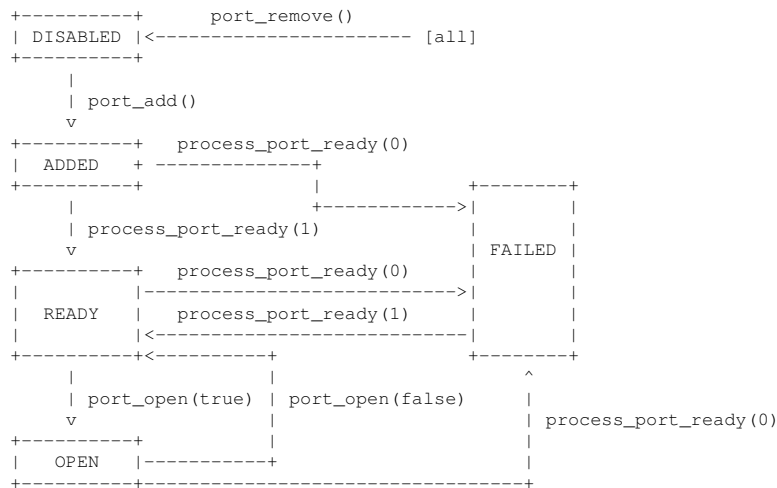 port_remove()
DISABLED [all]
port_add()
process_port_ready(0)
ADDED
process_port_ready(1)
FAILED
process_port_ready(0)
READY process_port_ready(1)
port_open(true) port_open(false)
process_port_ready(0)
OPEN